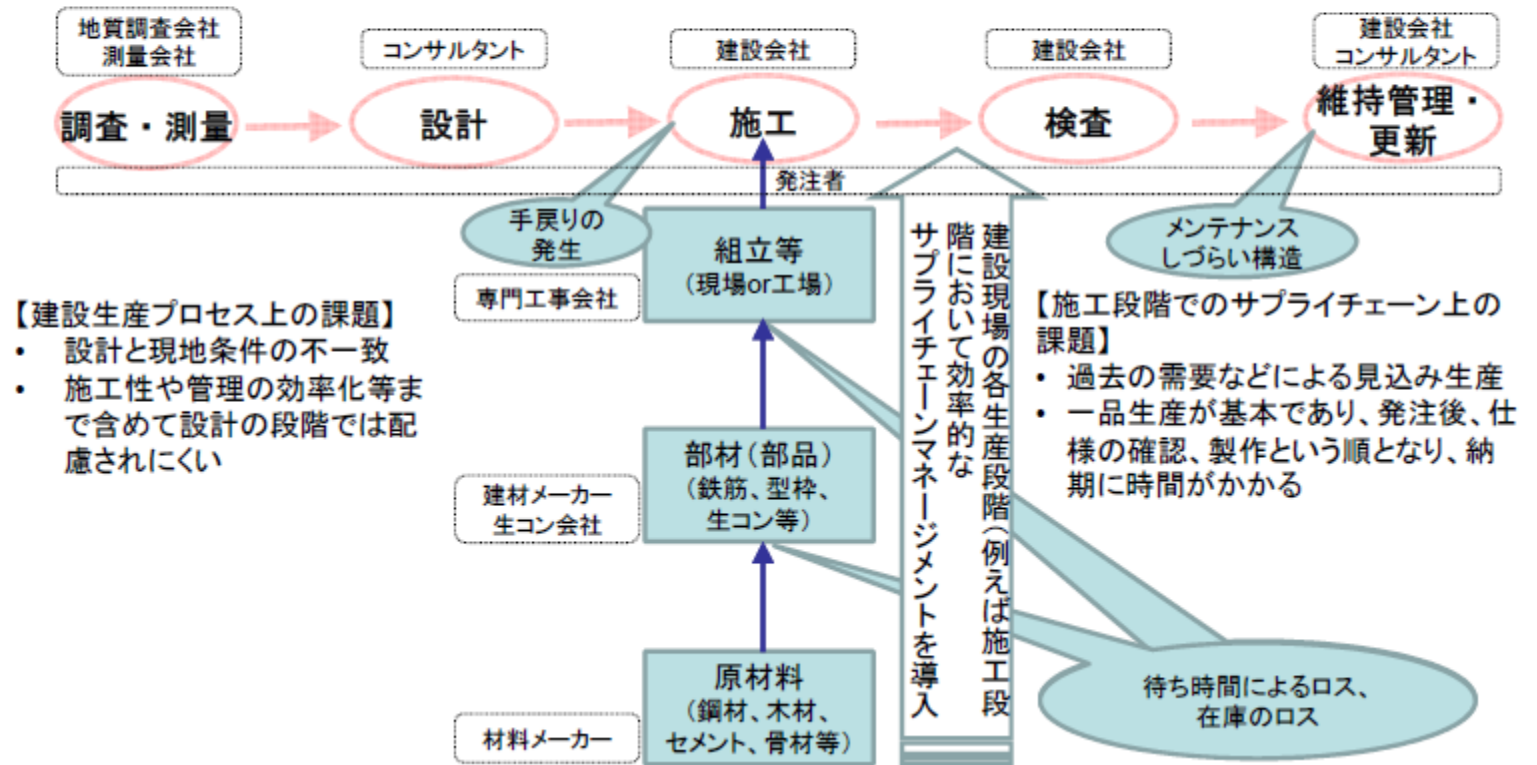 地質調査会社
測量会社
コンサルタント
建設会社
建設会社
建設会社
コンサルタント
調査・測量
設計
施工
検査
維持管理・
更新
発注者
手戻りの
発生
メンテナンス
しづらい構造
組立等
(現場or工場)
専門工事会社
部材(部品)
(鉄筋、型枠、
生コン等)
建材メーカー
生コン会社
原材料
(鋼材、木材、
セメント、骨材等)
材料メーカー
建設現場の各生産段階(例えば施工段
階において効率的な
サプライチェーンマネージメントを導入
【建設生産プロセス上の課題】
• 設計と現地条件の不一致
• 施工性や管理の効率化等ま
で含めて設計の段階では配
慮されにくい
【施工段階でのサプライチェーン上の
課題】
• 過去の需要などによる見込み生産
• 一品生産が基本であり、発注後、仕
様の確認、製作という順となり、納
期に時間がかかる
待ち時間によるロス、
在庫のロス